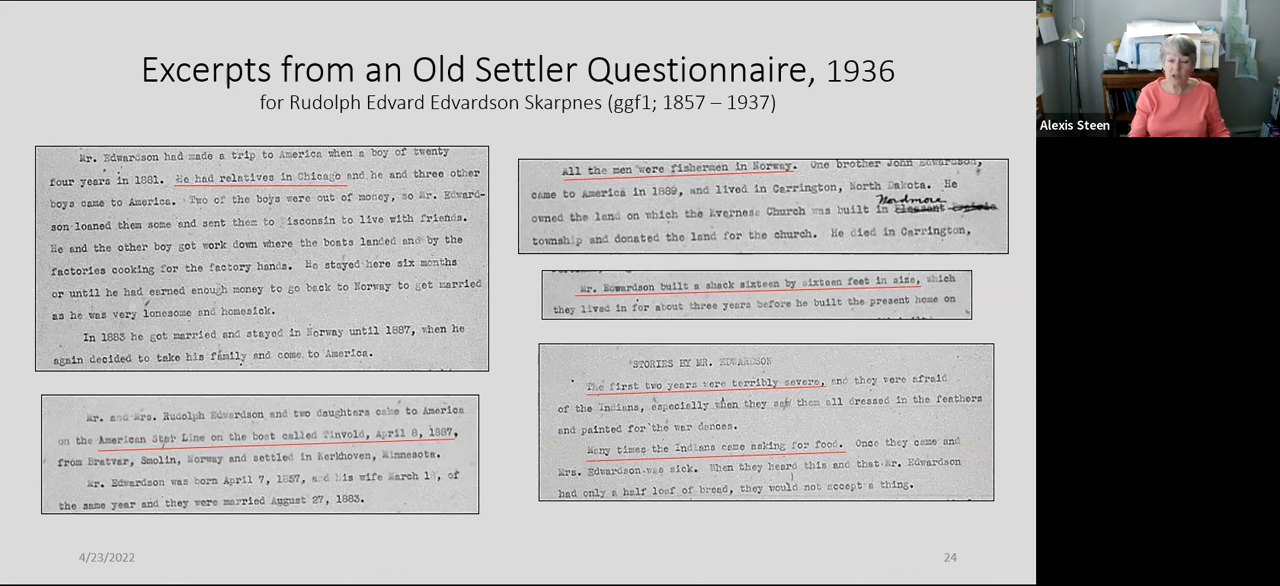 Excerpts from an Old Settler Questionnaire, 1936
for Rudolph Edvard Edvardson Skarpnes (ggf1; 1857 – 1937)
Mr. Edwardson had made a trip to America when a boy of twenty
four years in 1881. He had relatives in Chicago and he and three other
boys came to America. Two of the boys were out of money, so Mr. Edward-
son loaned them some and sent them to isconsin to live with friends.
He and the other boy got work down where the boats landed and by the
factories cooking for the factory hands. He stayed here six months
or until he had earned enough money to go back to Norway to get married
as he was very lonesome and homesick.
In 1883 he got married and stayed in Norway until 1887, when he
again decided to take his family and come to America.
Mr. and Mrs. Rudolph Edwardson and two daughters came to America
on the American Star Line on the boat called Tinvold, April 8, 1887,
from Bratvar, Smolin, Norway and settled in Kerkhoven, Minnesota.
Mr. Edwardson was born April 7, 1857, and his wife March of
the same year and they were married August 27, 1883.
All the men were fishermen in Norway. One brother John Edwardson,
came to America in 1889, and lived in Carrington, North Dakota. He
owned the land on which the Kverness Church was built in Nordmore
township and donated the land for the church. He died in Carrington,
Mr. Edwardson built a shack sixteen by sixteen feet in size, which
they lived in for about three years before he built the present home on
STORIES BY MR. EDWARDSON
The first two years were terribly severe, and they were afraid
of the Indians, especially when they saw them all dressed in the feathers
and painted for the war dances.
Many times the Indians came asking for food. Once they came and
Mrs. Edwardson was sick. When they heard this and that Mr. Edwardson
had only a half loaf of bread, they would not accept a thing.
4/23/2022
24
Alexis Steen